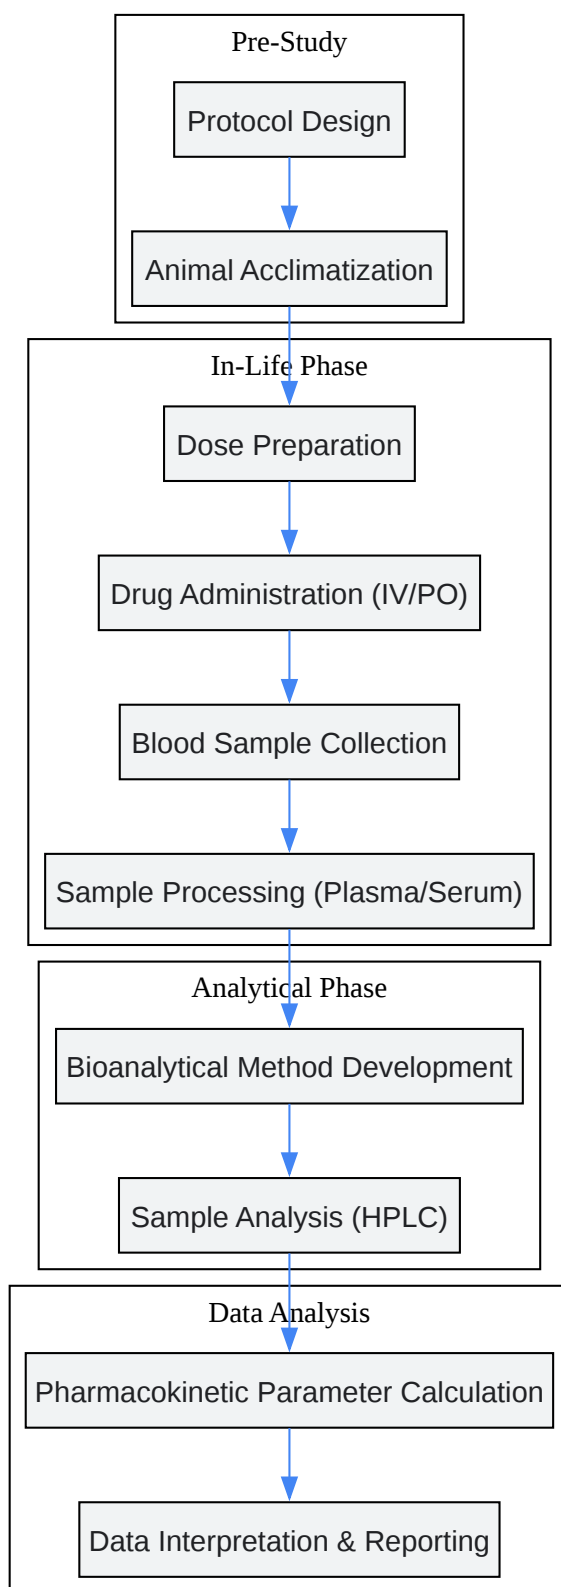 Pre-Study
Protocol Design
Animal Acclimatization
In-Life Phase
Dose Preparation
Drug Administration (IV/PO)
Blood Sample Collection
Sample Processing (Plasma/Serum)
Analytical Phase
Bioanalytical Method Development
Sample Analysis (HPLC)
Data Analysis
Pharmacokinetic Parameter Calculation
Data Interpretation & Reporting